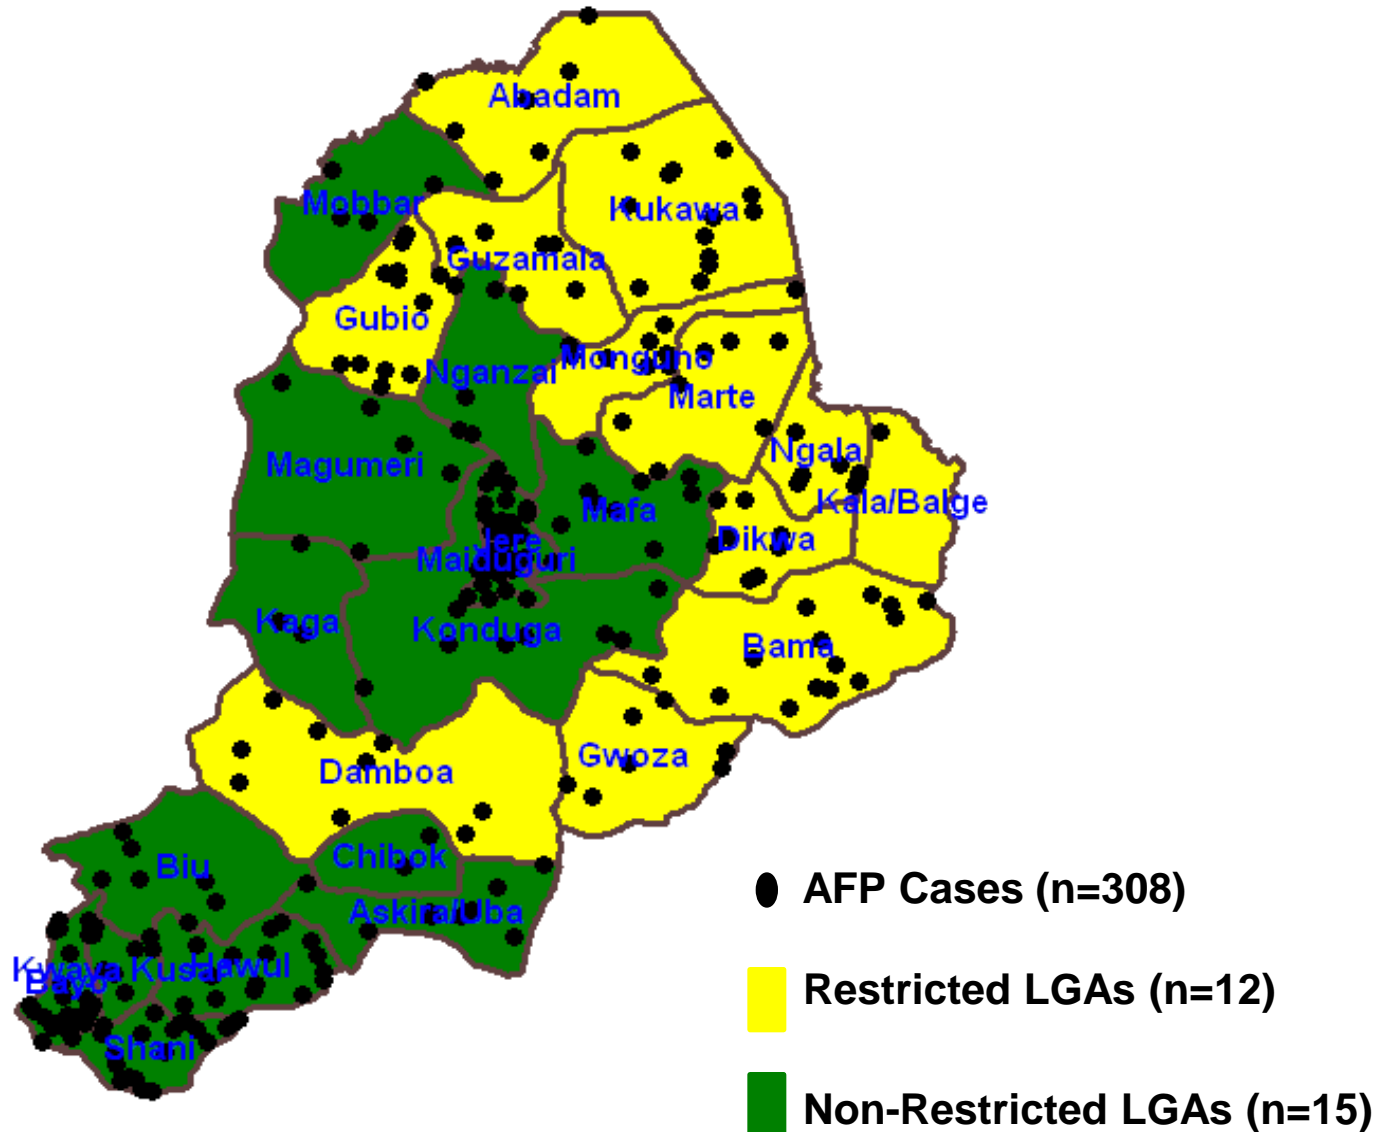 Abadam
Mobbar
Kukawa
Guzamala
Gubio
Monguno
Nganzai
Marte
Magumeri
Ngala
Kala/Balge
Mafa
Jere
Dikwa
Maiduguri
Kaga
Konduga
Bama
Gwoza
Damboa
Chibok
Biu
Askira/Uba
Kwaya Kusar
Hawul
Bayo
Shani
AFP Cases (n=308)
Restricted LGAs (n=12)
Non-Restricted LGAs (n=15)